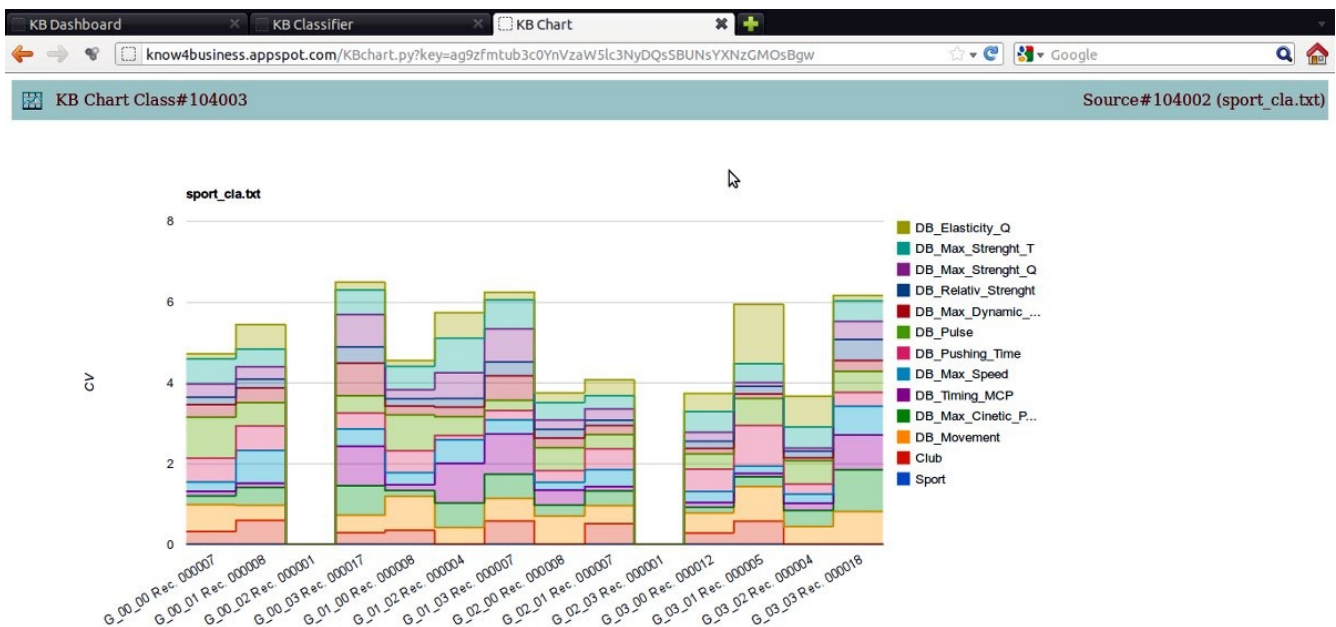 KB Dashboard
KB Classifier
KB Chart
know4business.appspot.com/KBchart.py?key=ag9zfmtub3c0YnVzaW5lc3NyDQsSBUNsYXNzGMOsBgw
Google
KB Chart Class#104003
Source#104002 (sport_cla.txt)
sport_cla.txt
8
6
4
2
0
CV
DB_Elasticity_Q
DB_Max_Strenght_T
DB_Max_Strenght_Q
DB_Relativ_Strenght
DB_Max_Dynamic_...
DB_Pulse
DB_Pushing_Time
DB_Max_Speed
DB_Timing_MCP
DB_Max_Cinetic_P...
DB_Movement
Club
Sport
G_00_00 Rec. 000007
G_00_01 Rec. 000008
G_00_02 Rec. 000001
G_00_03 Rec. 000017
G_01_00 Rec. 000008
G_01_02 Rec. 000004
G_01_03 Rec. 000007
G_02_00 Rec. 000008
G_02_01 Rec. 000007
G_02_03 Rec. 000001
G_03_00 Rec. 000012
G_03_01 Rec. 000005
G_03_02 Rec. 000004
G_03_03 Rec. 000018